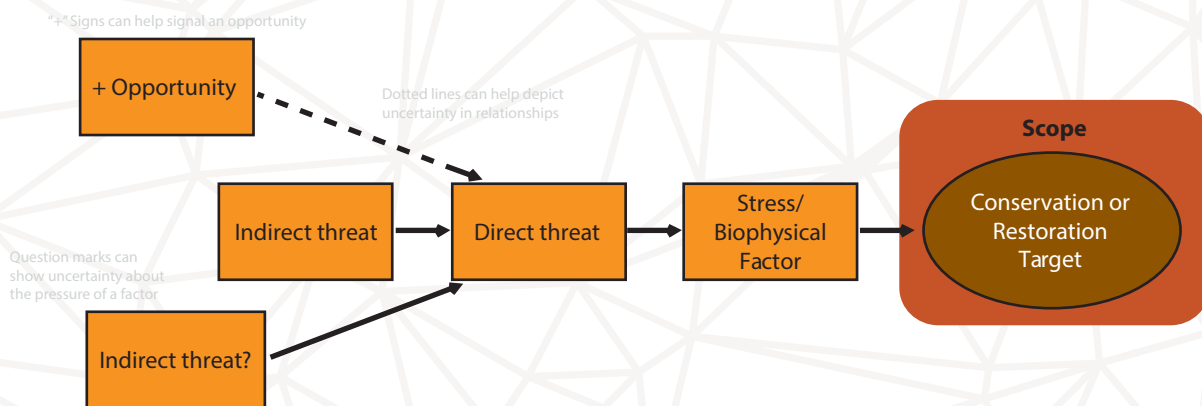 “+” Signs can help signal an opportunity
+ Opportunity
Dotted lines can help depict
uncertainty in relationships
Scope
Conservation or
Restoration
Target
Stress/
Biophysical
Factor
Direct threat
Indirect threat
Question marks can
show uncertainty about
the pressure of a factor
Indirect threat?